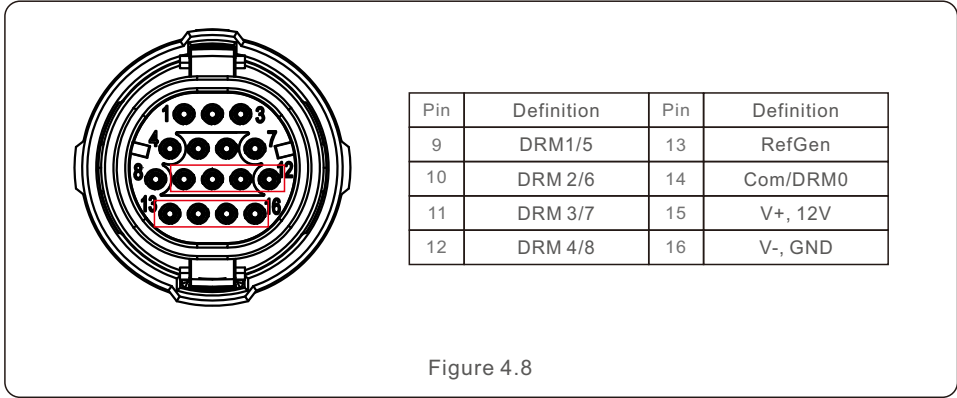 1 3
4 7
8 12
13 16
Pin Definition Pin Definition
9 DRM1/5 13 RefGen
10 DRM 2/6 14 Com/DRM0
11 DRM 3/7 15 V+, 12V
12 DRM 4/8 16 V-, GND
Figure 4.8